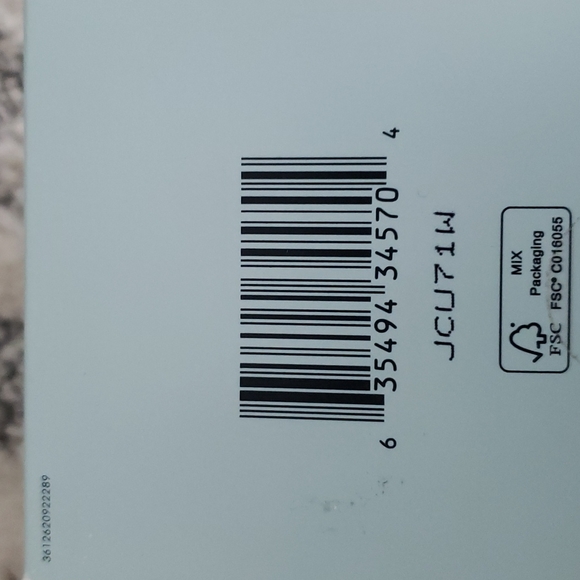 3612620922289
6 35494 34570 4
JCU71W
MIX
Packaging
FSC
FSC® C016055